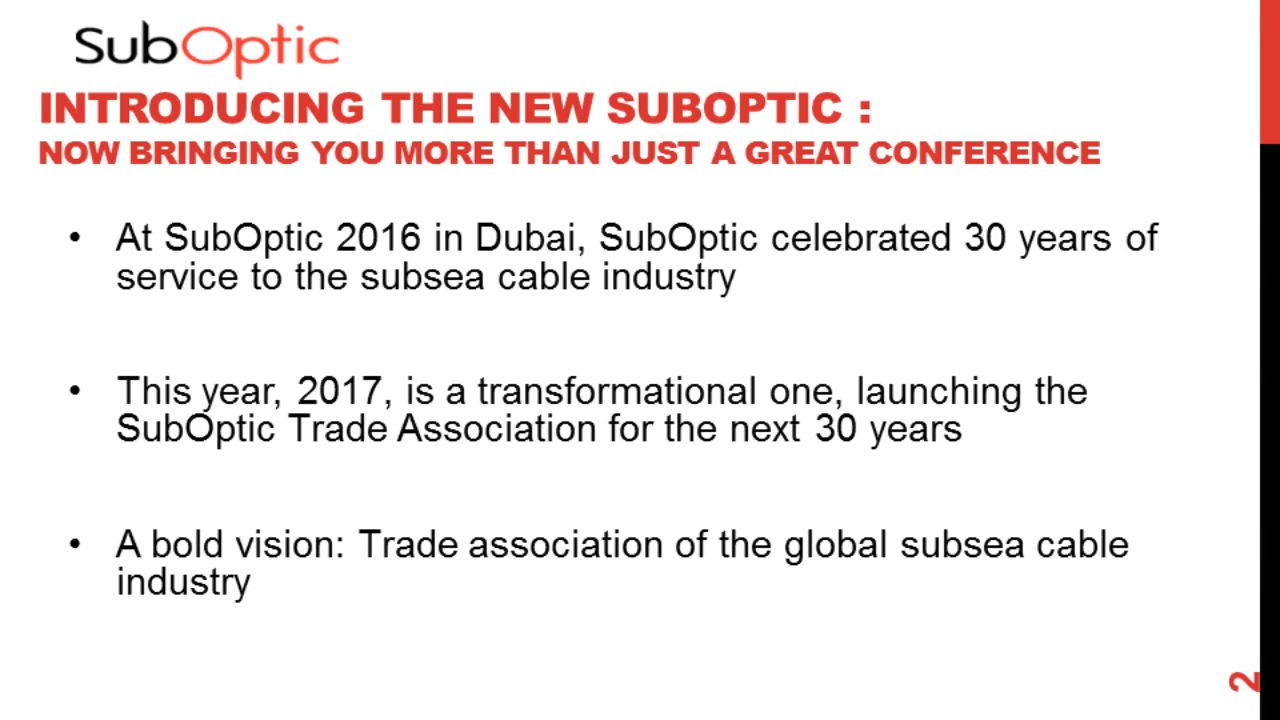 SubOptic
INTRODUCING THE NEW SUBOPTIC :
NOW BRINGING YOU MORE THAN JUST A GREAT CONFERENCE
• At SubOptic 2016 in Dubai, SubOptic celebrated 30 years of
service to the subsea cable industry
• This year, 2017, is a transformational one, launching the
SubOptic Trade Association for the next 30 years
• A bold vision: Trade association of the global subsea cable
industry
2